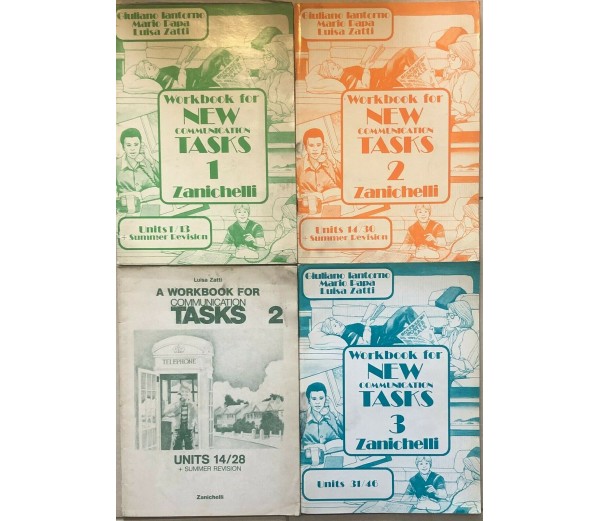 Giuliano Iantorno
Mario Papa
Luisa Zatti
Workbook for
NEW
COMMUNICATION
TASKS
1
Zanichelli
Units 1/13
+ Summer Revision
Giuliano Iantorno
Mario Papa
Luisa Zatti
Workbook for
NEW
COMMUNICATION
TASKS
2
Zanichelli
Units 14/30
+ Summer Revision
Luisa Zatti
A WORKBOOK FOR
COMMUNICATION
TASKS 2
TELEPHONE
UNITS 14/28
+ SUMMER REVISION
Zanichelli
Giuliano Iantorno
Mario Papa
Luisa Zatti
Workbook for
NEW
COMMUNICATION
TASKS
3
Zanichelli
Units 31/46